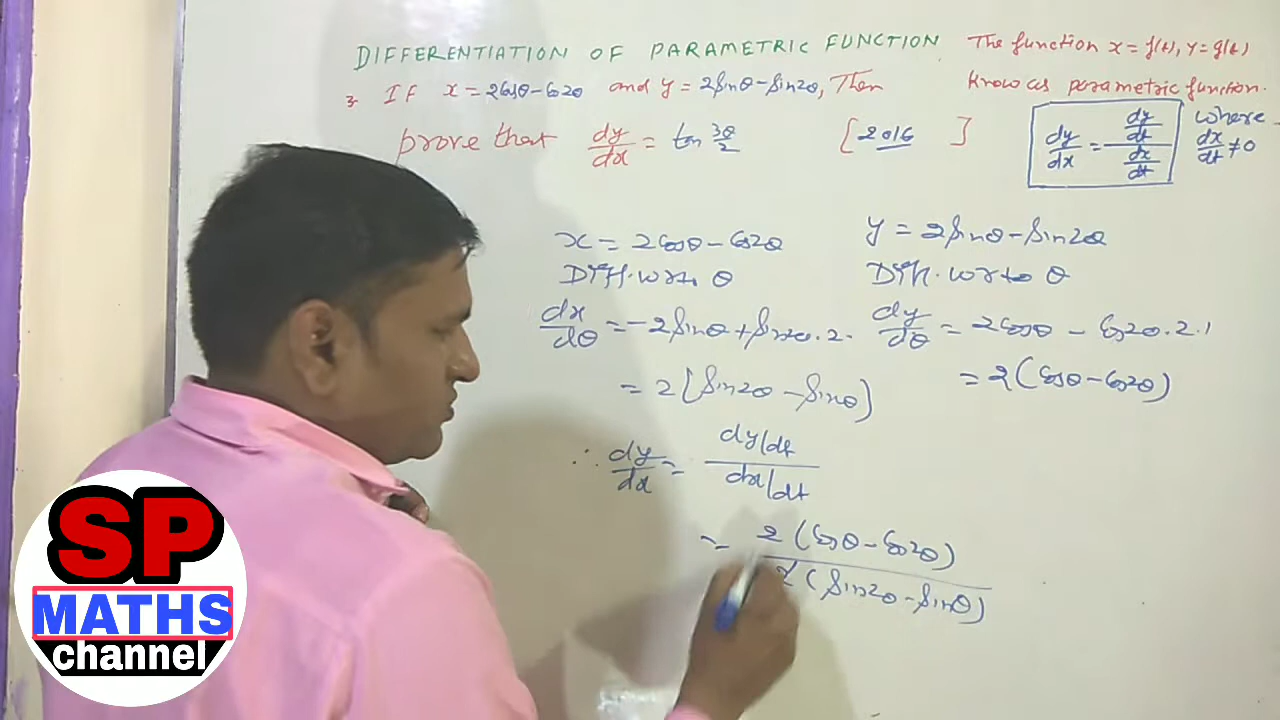 DIFFERENTIATION OF PARAMETRIC FUNCTION
The function x = f(t), y = g(t)
Know as parametric function.
3. IF x = 2cosθ - cos2θ and y = 2sinθ - sin2θ, Then
prove that dy/dx = tan 3θ/2 [2016]
dy/dx = (dy/dt)/(dx/dt) where dx/dt ≠ 0
x = 2cosθ - cos2θ
Diff. w r to θ
dx/dθ = -2sinθ + sin2θ.2.
= 2(sin2θ - sinθ)
y = 2sinθ - sin2θ
Diff. w r to θ
dy/dθ = 2cosθ - cos2θ.2.1
= 2(cosθ - cos2θ)
∴ dy/dx = (dy/dt)/(dx/dt)
= 2(cosθ - cos2θ)/2(sin2θ - sinθ)
SP
MATHS
channel